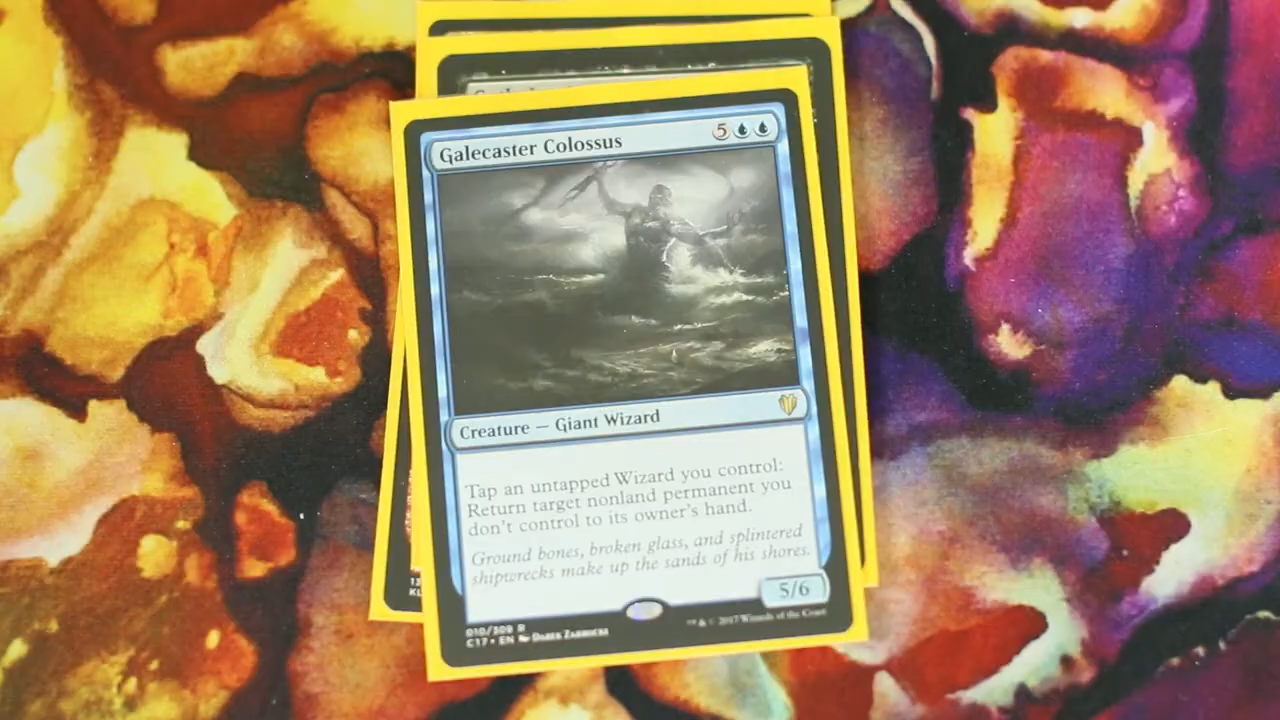 Galecaster Colossus
5
Creature — Giant Wizard
Tap an untapped Wizard you control:
Return target nonland permanent you
don't control to its owner's hand.
Ground bones, broken glass, and splintered
shipwrecks make up the sands of his shores.
5/6
010/309 R
C17 • EN Darek Zabrocki
™ & © 2017 Wizards of the Coast